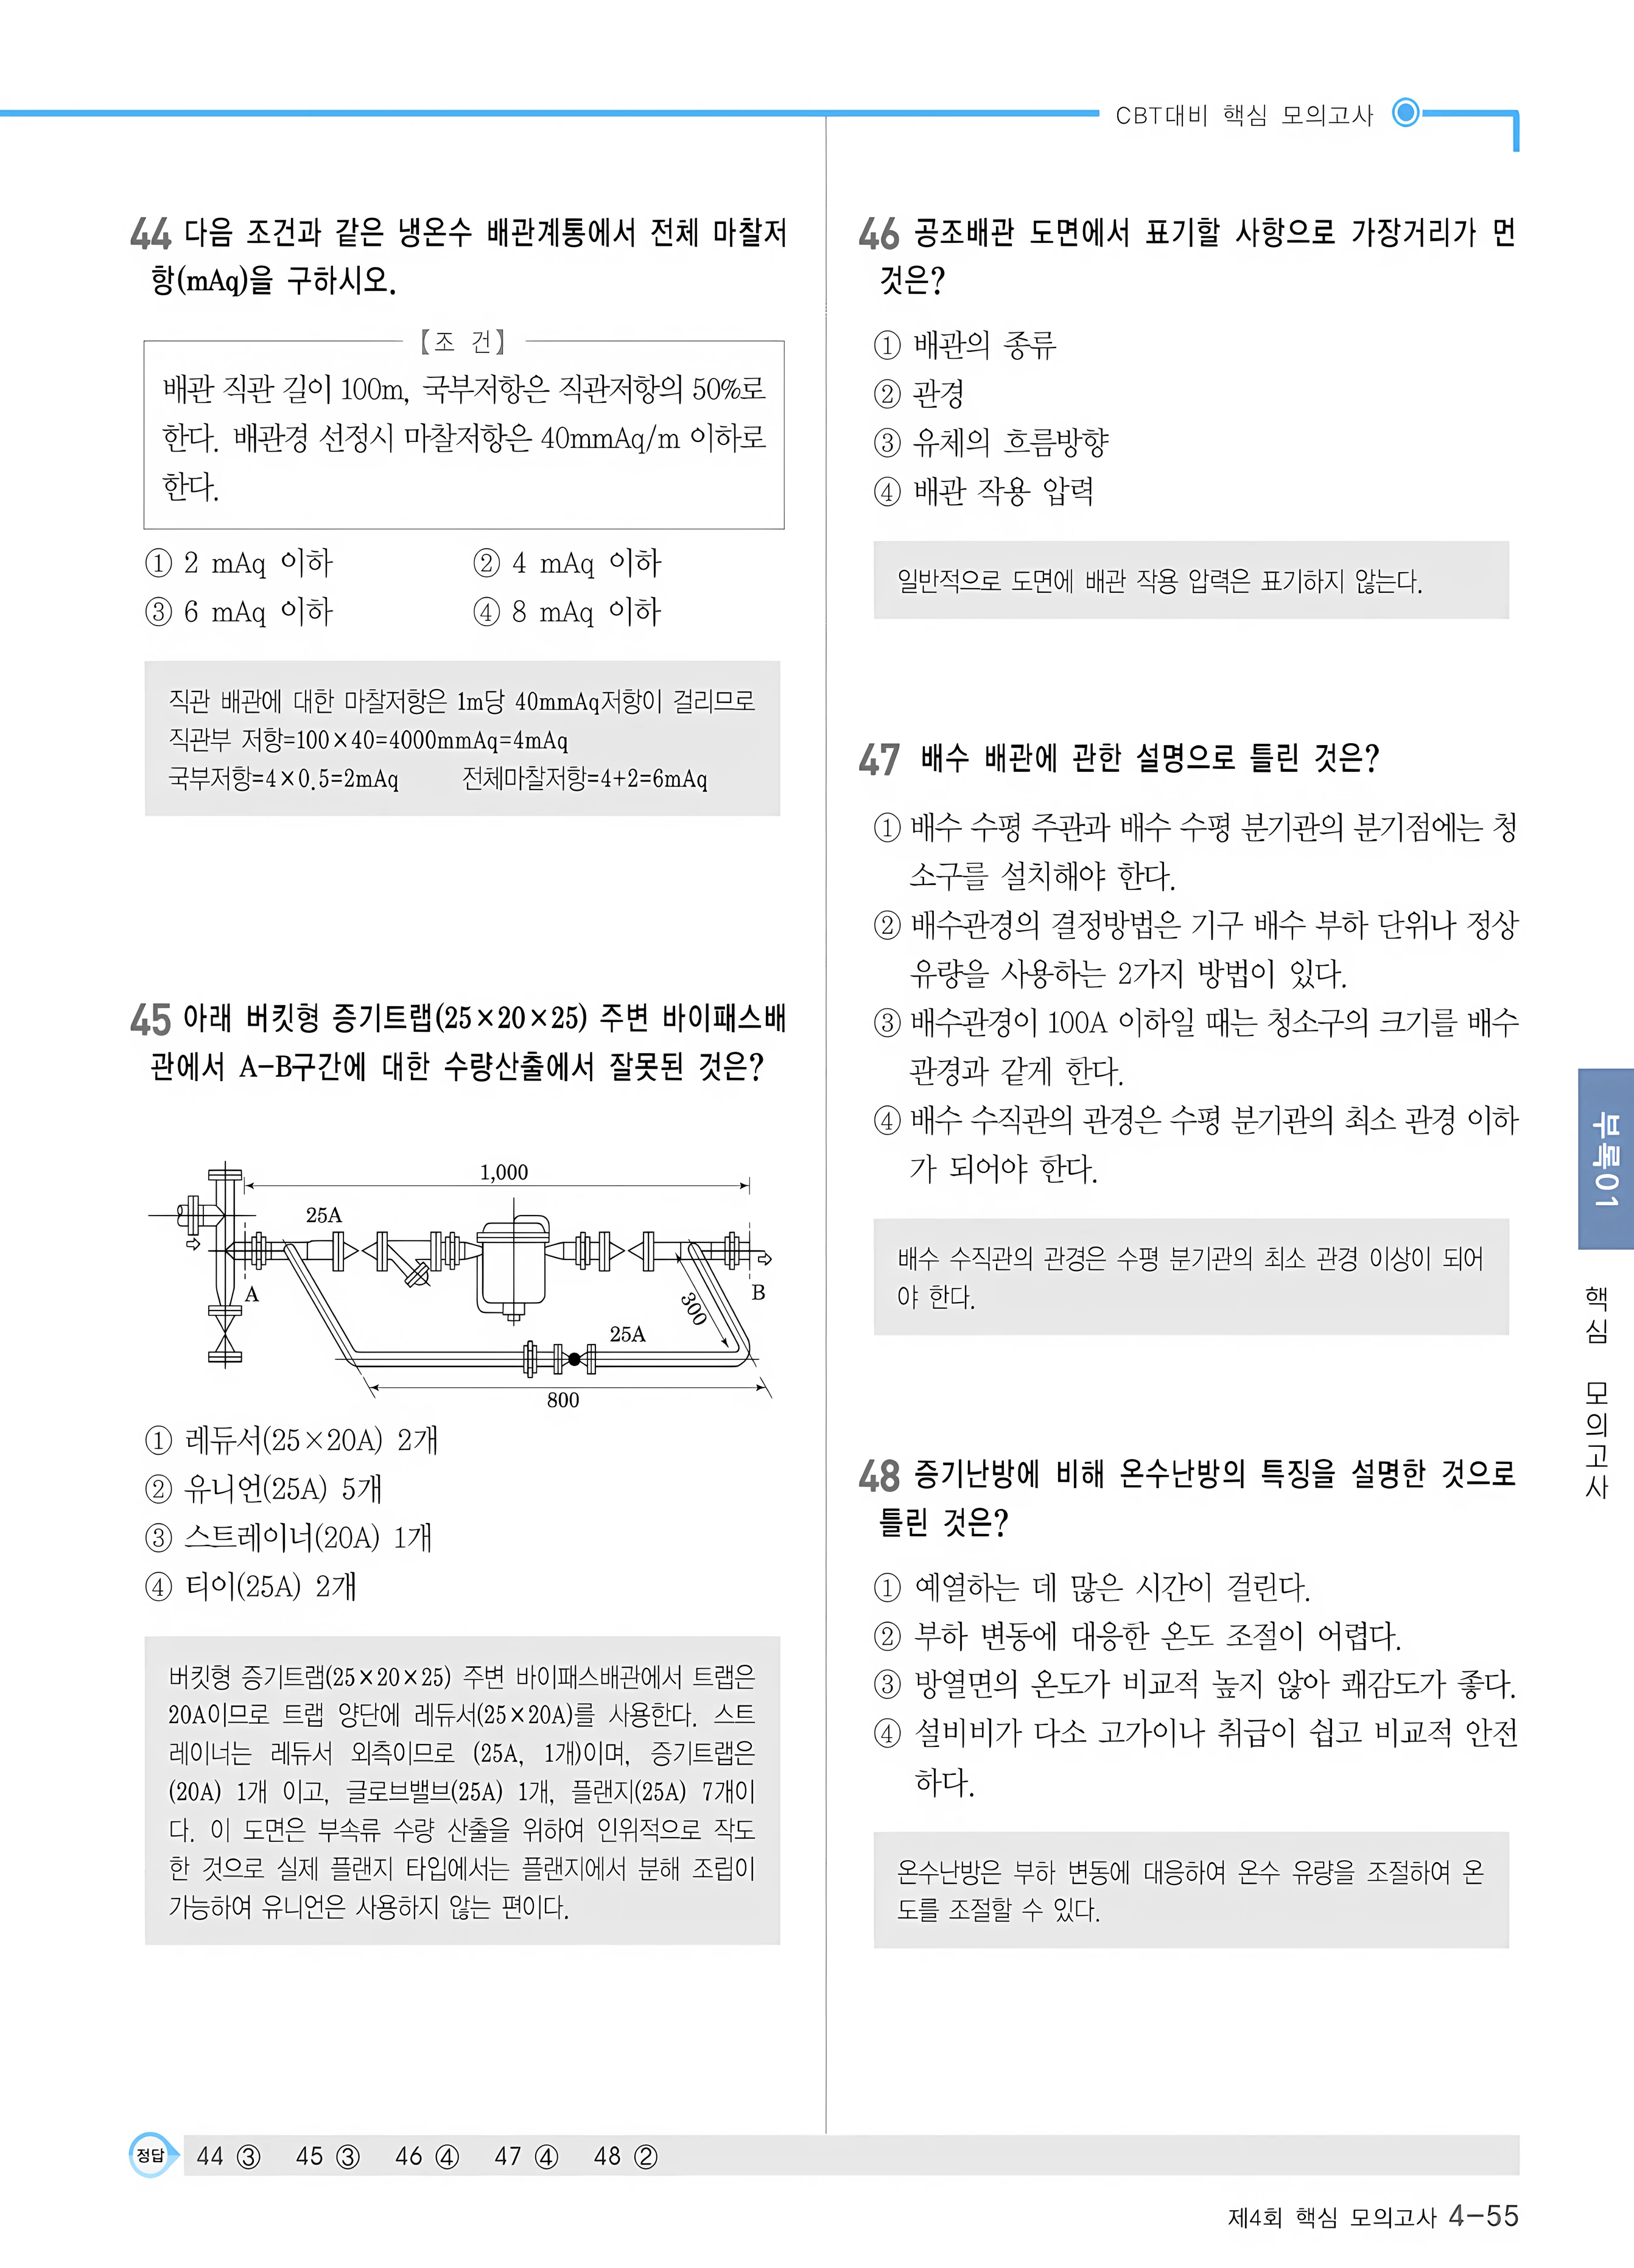 CBT대비 핵심 모의고사
44 다음 조건과 같은 냉온수 배관계통에서 전체 마찰저
항(mAq)을 구하시오.
【조 건】
배관 직관 길이 100m, 국부저항은 직관저항의 50%로
한다. 배관경 선정시 마찰저항은 40mmAq/m 이하로
한다.
① 2 mAq 이하 ② 4 mAq 이하
③ 6 mAq 이하 ④ 8 mAq 이하
직관 배관에 대한 마찰저항은 1m당 40mmAq저항이 걸리므로
직관부 저항=100×40=4000mmAq=4mAq
국부저항=4×0.5=2mAq 전체마찰저항=4+2=6mAq
45 아래 버킷형 증기트랩(25×20×25) 주변 바이패스배
관에서 A-B구간에 대한 수량산출에서 잘못된 것은?
1,000
25A
A
B
300
25A
800
① 레듀서(25×20A) 2개
② 유니언(25A) 5개
③ 스트레이너(20A) 1개
④ 티이(25A) 2개
버킷형 증기트랩(25×20×25) 주변 바이패스배관에서 트랩은
20A이므로 트랩 양단에 레듀서(25×20A)를 사용한다. 스트
레이너는 레듀서 외측이므로 (25A, 1개)이며, 증기트랩은
(20A) 1개 이고, 글로브밸브(25A) 1개, 플랜지(25A) 7개이
다. 이 도면은 부속류 수량 산출을 위하여 인위적으로 작도
한 것으로 실제 플랜지 타입에서는 플랜지에서 분해 조립이
가능하여 유니언은 사용하지 않는 편이다.
46 공조배관 도면에서 표기할 사항으로 가장거리가 먼
것은?
① 배관의 종류
② 관경
③ 유체의 흐름방향
④ 배관 작용 압력
일반적으로 도면에 배관 작용 압력은 표기하지 않는다.
47 배수 배관에 관한 설명으로 틀린 것은?
① 배수 수평 주관과 배수 수평 분기관의 분기점에는 청
소구를 설치해야 한다.
② 배수관경의 결정방법은 기구 배수 부하 단위나 정상
유량을 사용하는 2가지 방법이 있다.
③ 배수관경이 100A 이하일 때는 청소구의 크기를 배수
관경과 같게 한다.
④ 배수 수직관의 관경은 수평 분기관의 최소 관경 이하
가 되어야 한다.
배수 수직관의 관경은 수평 분기관의 최소 관경 이상이 되어
야 한다.
48 증기난방에 비해 온수난방의 특징을 설명한 것으로
틀린 것은?
① 예열하는 데 많은 시간이 걸린다.
② 부하 변동에 대응한 온도 조절이 어렵다.
③ 방열면의 온도가 비교적 높지 않아 쾌감도가 좋다.
④ 설비비가 다소 고가이나 취급이 쉽고 비교적 안전
하다.
온수난방은 부하 변동에 대응하여 온수 유량을 조절하여 온
도를 조절할 수 있다.
부록01
핵심 모의고사
정답 44 ③ 45 ③ 46 ④ 47 ④ 48 ②
제4회 핵심 모의고사 4-55